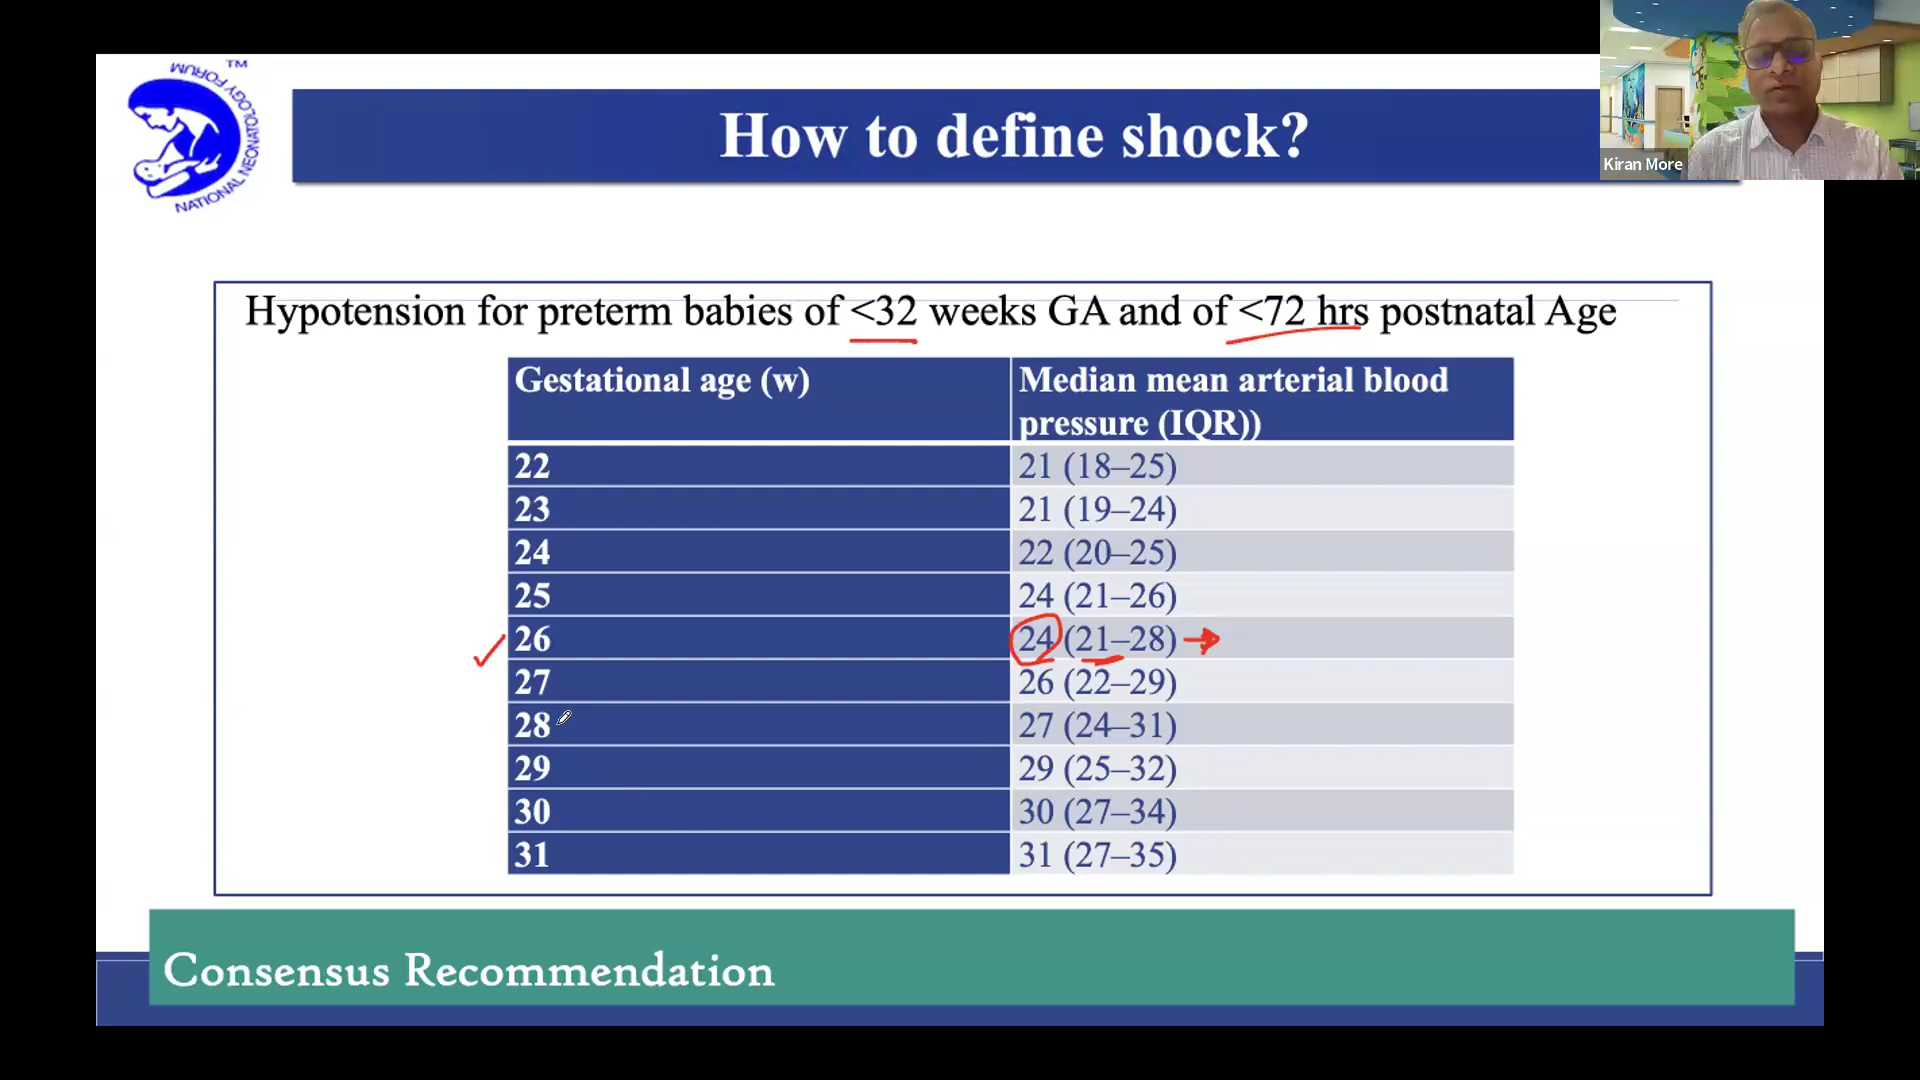 NATIONAL NEONATOLOGY FORUM TM
How to define shock?
Kiran More
Hypotension for preterm babies of <32 weeks GA and of <72 hrs postnatal Age
Gestational age (w)
Median mean arterial blood
pressure (IQR))
22 21 (18–25)
23 21 (19–24)
24 22 (20–25)
25 24 (21–26)
26 24 (21–28)
27 26 (22–29)
28 27 (24–31)
29 29 (25–32)
30 30 (27–34)
31 31 (27–35)
Consensus Recommendation